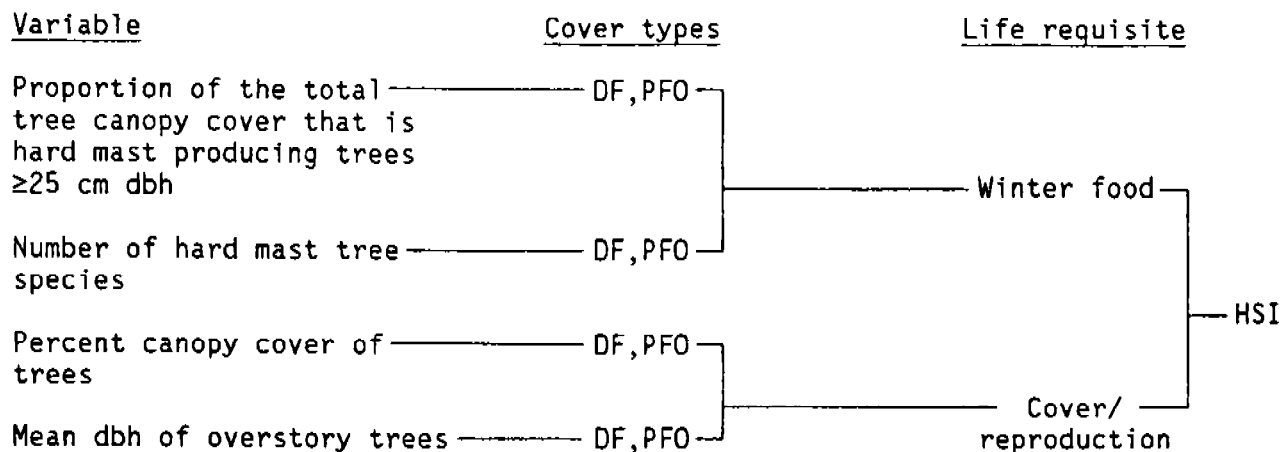 Variable Cover types Life requisite
Proportion of the total DF,PFO
tree canopy cover that is
hard mast producing trees
≥25 cm dbh
Winter food
Number of hard mast tree DF,PFO
species
HSI
Percent canopy cover of DF,PFO
trees
Cover/
Mean dbh of overstory trees DF,PFO
reproduction